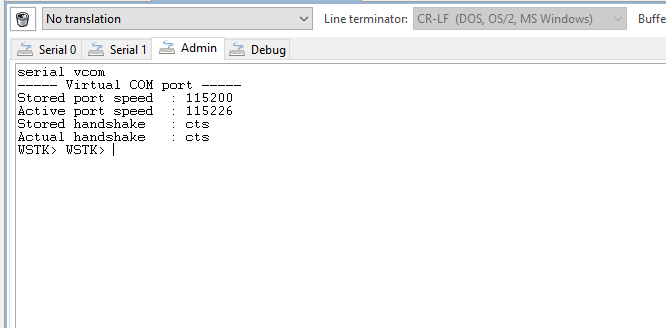 No translation
Line terminator:
CR-LF (DOS, OS/2, MS Windows)
Buffe
Serial 0
Serial 1
Admin
Debug
serial vcom
----- Virtual COM port -----
Stored port speed : 115200
Active port speed : 115226
Stored handshake : cts
Actual handshake : cts
WSTK> WSTK>